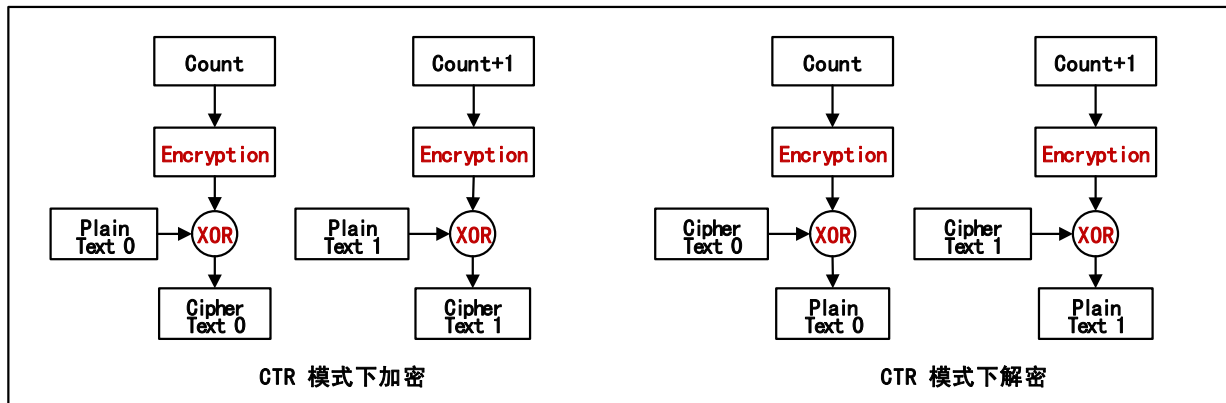 Count
Count+1
Count
Count+1
Encryption
Encryption
Encryption
Encryption
Plain
Text 0
XOR
Plain
Text 1
XOR
Cipher
Text 0
XOR
Cipher
Text 1
XOR
Cipher
Text 0
Cipher
Text 1
Plain
Text 0
Plain
Text 1
CTR 模式下加密
CTR 模式下解密